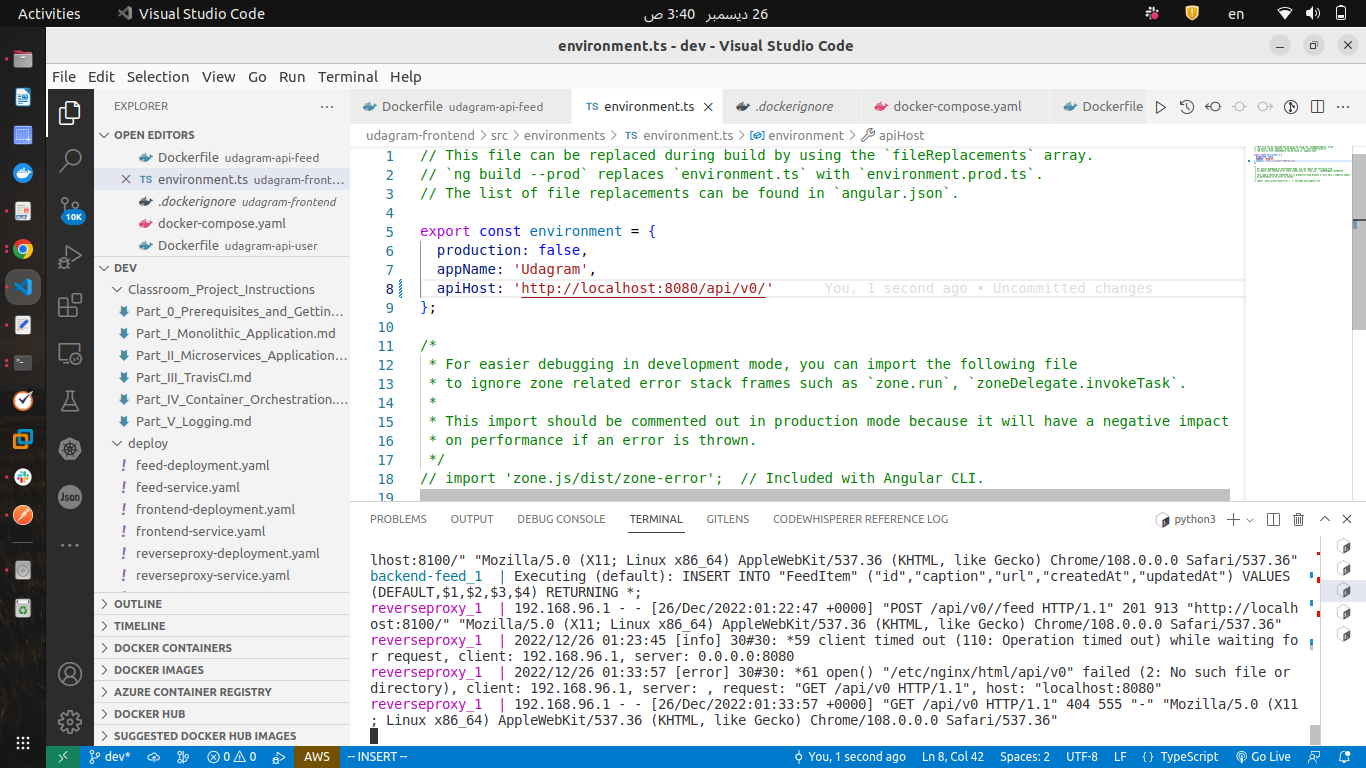 Activities
Visual Studio Code
26 ديسمبر 3:40 ص
en
environment.ts - dev - Visual Studio Code
File Edit Selection View Go Run Terminal Help
EXPLORER
OPEN EDITORS
Dockerfile udagram-api-feed
environment.ts udagram-front...
.dockerignore udagram-frontend
docker-compose.yaml
Dockerfile udagram-api-user
DEV
Classroom_Project_Instructions
Part_0_Prerequisites_and_Gettin...
Part_I_Monolithic_Application.md
Part_II_Microservices_Application...
Part_III_TravisCI.md
Part_IV_Container_Orchestration....
Part_V_Logging.md
deploy
! feed-deployment.yaml
! feed-service.yaml
! frontend-deployment.yaml
! frontend-service.yaml
! reverseproxy-deployment.yaml
! reverseproxy-service.yaml
OUTLINE
TIMELINE
DOCKER CONTAINERS
DOCKER IMAGES
AZURE CONTAINER REGISTRY
DOCKER HUB
SUGGESTED DOCKER HUB IMAGES
10K
Json
Dockerfile udagram-api-feed
TS environment.ts
.dockerignore
docker-compose.yaml
Dockerfile
udagram-frontend > src > environments > TS environment.ts > environment > apiHost
1 // This file can be replaced during build by using the `fileReplacements` array.
2 // `ng build --prod` replaces `environment.ts` with `environment.prod.ts`.
3 // The list of file replacements can be found in `angular.json`.
4
5 export const environment = {
6 production: false,
7 appName: 'Udagram',
8 apiHost: 'http://localhost:8080/api/v0/' You, 1 second ago • Uncommitted changes
9 };
10
11 /*
12 * For easier debugging in development mode, you can import the following file
13 * to ignore zone related error stack frames such as `zone.run`, `zoneDelegate.invokeTask`.
14 *
15 * This import should be commented out in production mode because it will have a negative impact
16 * on performance if an error is thrown.
17 */
18 // import 'zone.js/dist/zone-error';  // Included with Angular CLI.
19
PROBLEMS OUTPUT DEBUG CONSOLE TERMINAL GITLENS CODEWHISPERER REFERENCE LOG
python3
lhost:8100/" "Mozilla/5.0 (X11; Linux x86_64) AppleWebKit/537.36 (KHTML, like Gecko) Chrome/108.0.0.0 Safari/537.36"
backend-feed_1 | Executing (default): INSERT INTO "FeedItem" ("id","caption","url","createdAt","updatedAt") VALUES
(DEFAULT,$1,$2,$3,$4) RETURNING *;
reverseproxy_1 | 192.168.96.1 - - [26/Dec/2022:01:22:47 +0000] "POST /api/v0//feed HTTP/1.1" 201 913 "http://localh
ost:8100/" "Mozilla/5.0 (X11; Linux x86_64) AppleWebKit/537.36 (KHTML, like Gecko) Chrome/108.0.0.0 Safari/537.36"
reverseproxy_1 | 2022/12/26 01:23:45 [info] 30#30: *59 client timed out (110: Operation timed out) while waiting fo
r request, client: 192.168.96.1, server: 0.0.0.0:8080
reverseproxy_1 | 2022/12/26 01:33:57 [error] 30#30: *61 open() "/etc/nginx/html/api/v0" failed (2: No such file or
directory), client: 192.168.96.1, server: , request: "GET /api/v0 HTTP/1.1", host: "localhost:8080"
reverseproxy_1 | 192.168.96.1 - - [26/Dec/2022:01:33:57 +0000] "GET /api/v0 HTTP/1.1" 404 555 "-" "Mozilla/5.0 (X11
; Linux x86_64) AppleWebKit/537.36 (KHTML, like Gecko) Chrome/108.0.0.0 Safari/537.36"
dev* 0 0 AWS -- INSERT -- You, 1 second ago Ln 8, Col 42 Spaces: 2 UTF-8 LF { } TypeScript Go Live